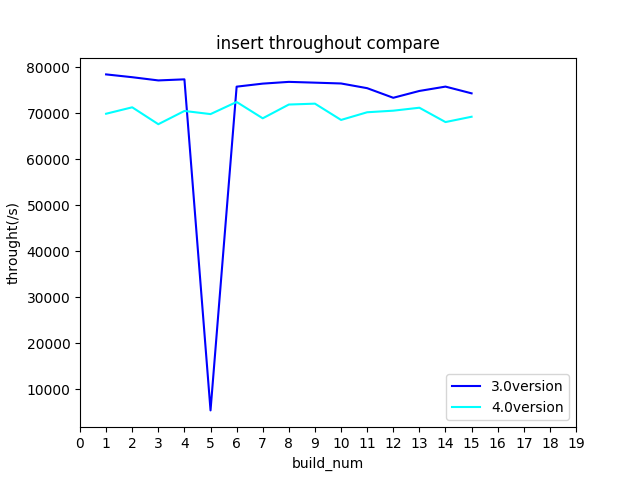 insert throughout compare
throught(/s)
80000
70000
60000
50000
40000
30000
20000
10000
3.0version
4.0version
0 1 2 3 4 5 6 7 8 9 10 11 12 13 14 15 16 17 18 19
build_num